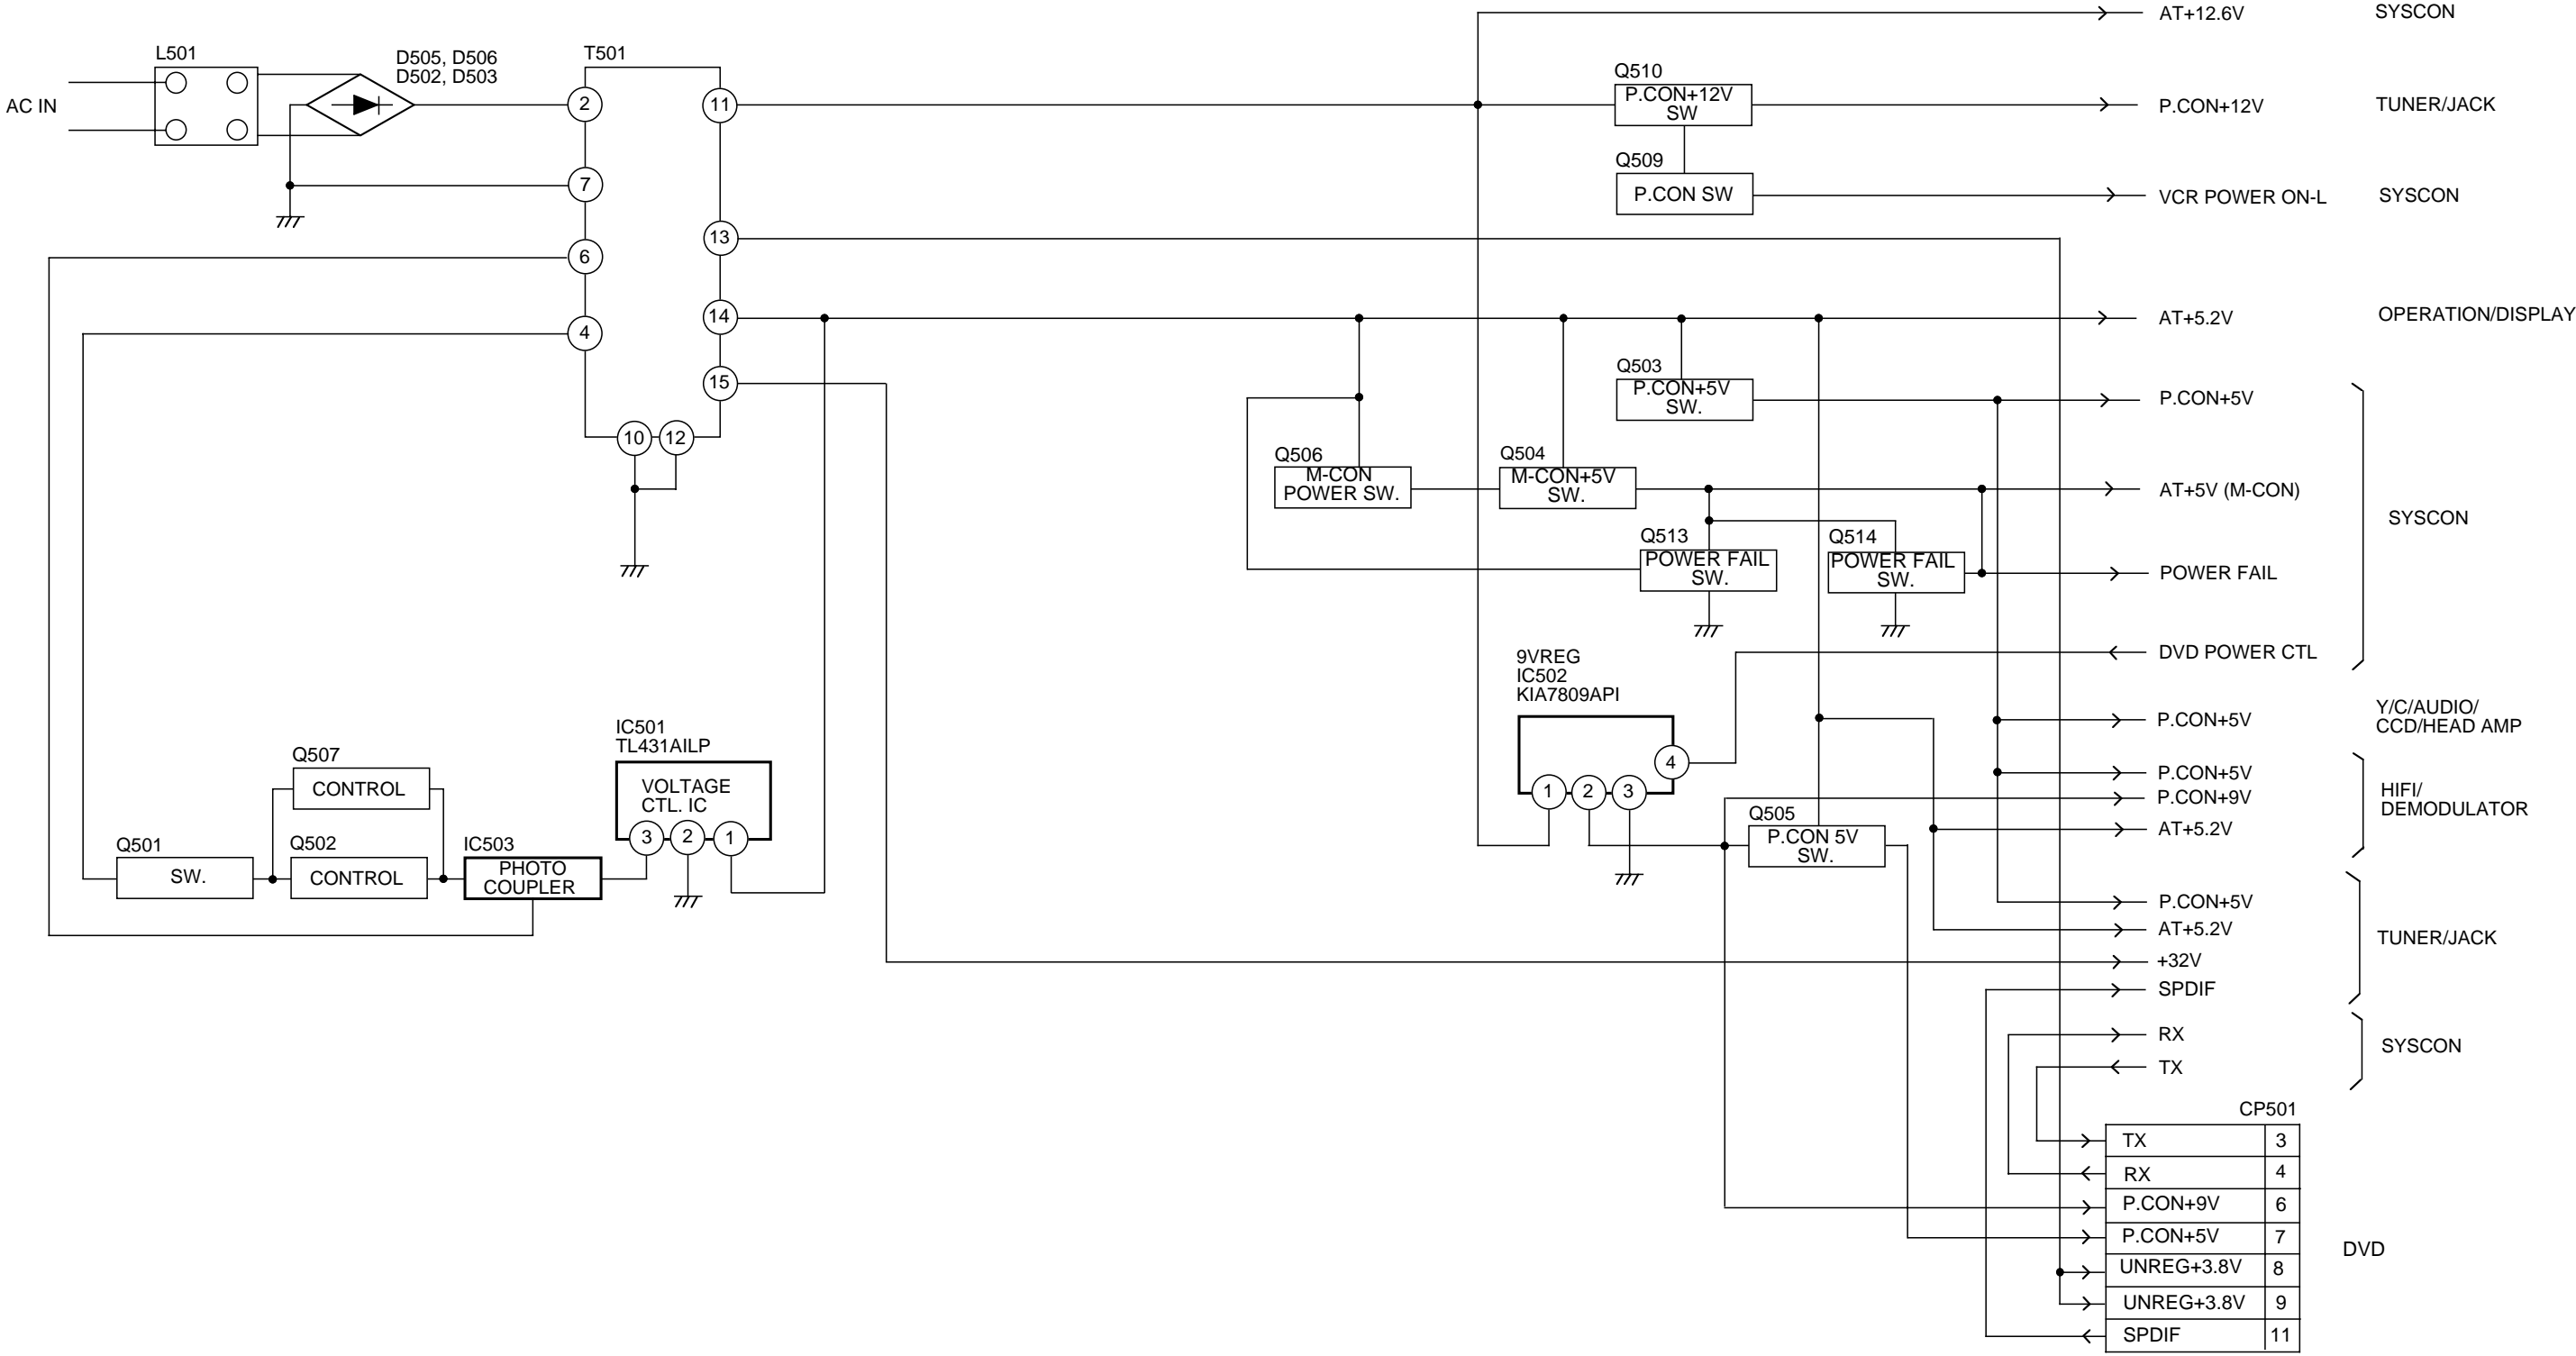 AT+12.6V
SYSCON
L501
D505, D506
D502, D503
T501
AC IN
2
11
Q510
P.CON+12V
SW
P.CON+12V
TUNER/JACK
7
Q509
P.CON SW
VCR POWER ON-L
SYSCON
13
6
14
AT+5.2V
OPERATION/DISPLAY
4
15
Q503
P.CON+5V
SW.
P.CON+5V
10
12
Q506
M-CON
POWER SW.
Q504
M-CON+5V
SW.
AT+5V (M-CON)
SYSCON
Q513
POWER FAIL
SW.
Q514
POWER FAIL
SW.
POWER FAIL
DVD POWER CTL
9VREG
IC502
KIA7809API
4
1
2
3
P.CON+5V
Y/C/AUDIO/
CCD/HEAD AMP
IC501
TL431AILP
VOLTAGE
CTL. IC
3
2
1
Q507
CONTROL
Q501
SW.
Q502
CONTROL
IC503
PHOTO
COUPLER
Q505
P.CON 5V
SW.
P.CON+5V
P.CON+9V
AT+5.2V
HIFI/
DEMODULATOR
P.CON+5V
AT+5.2V
+32V
SPDIF
TUNER/JACK
RX
TX
SYSCON
CP501
TX 3
RX 4
P.CON+9V 6
P.CON+5V 7
UNREG+3.8V 8
UNREG+3.8V 9
SPDIF 11
DVD